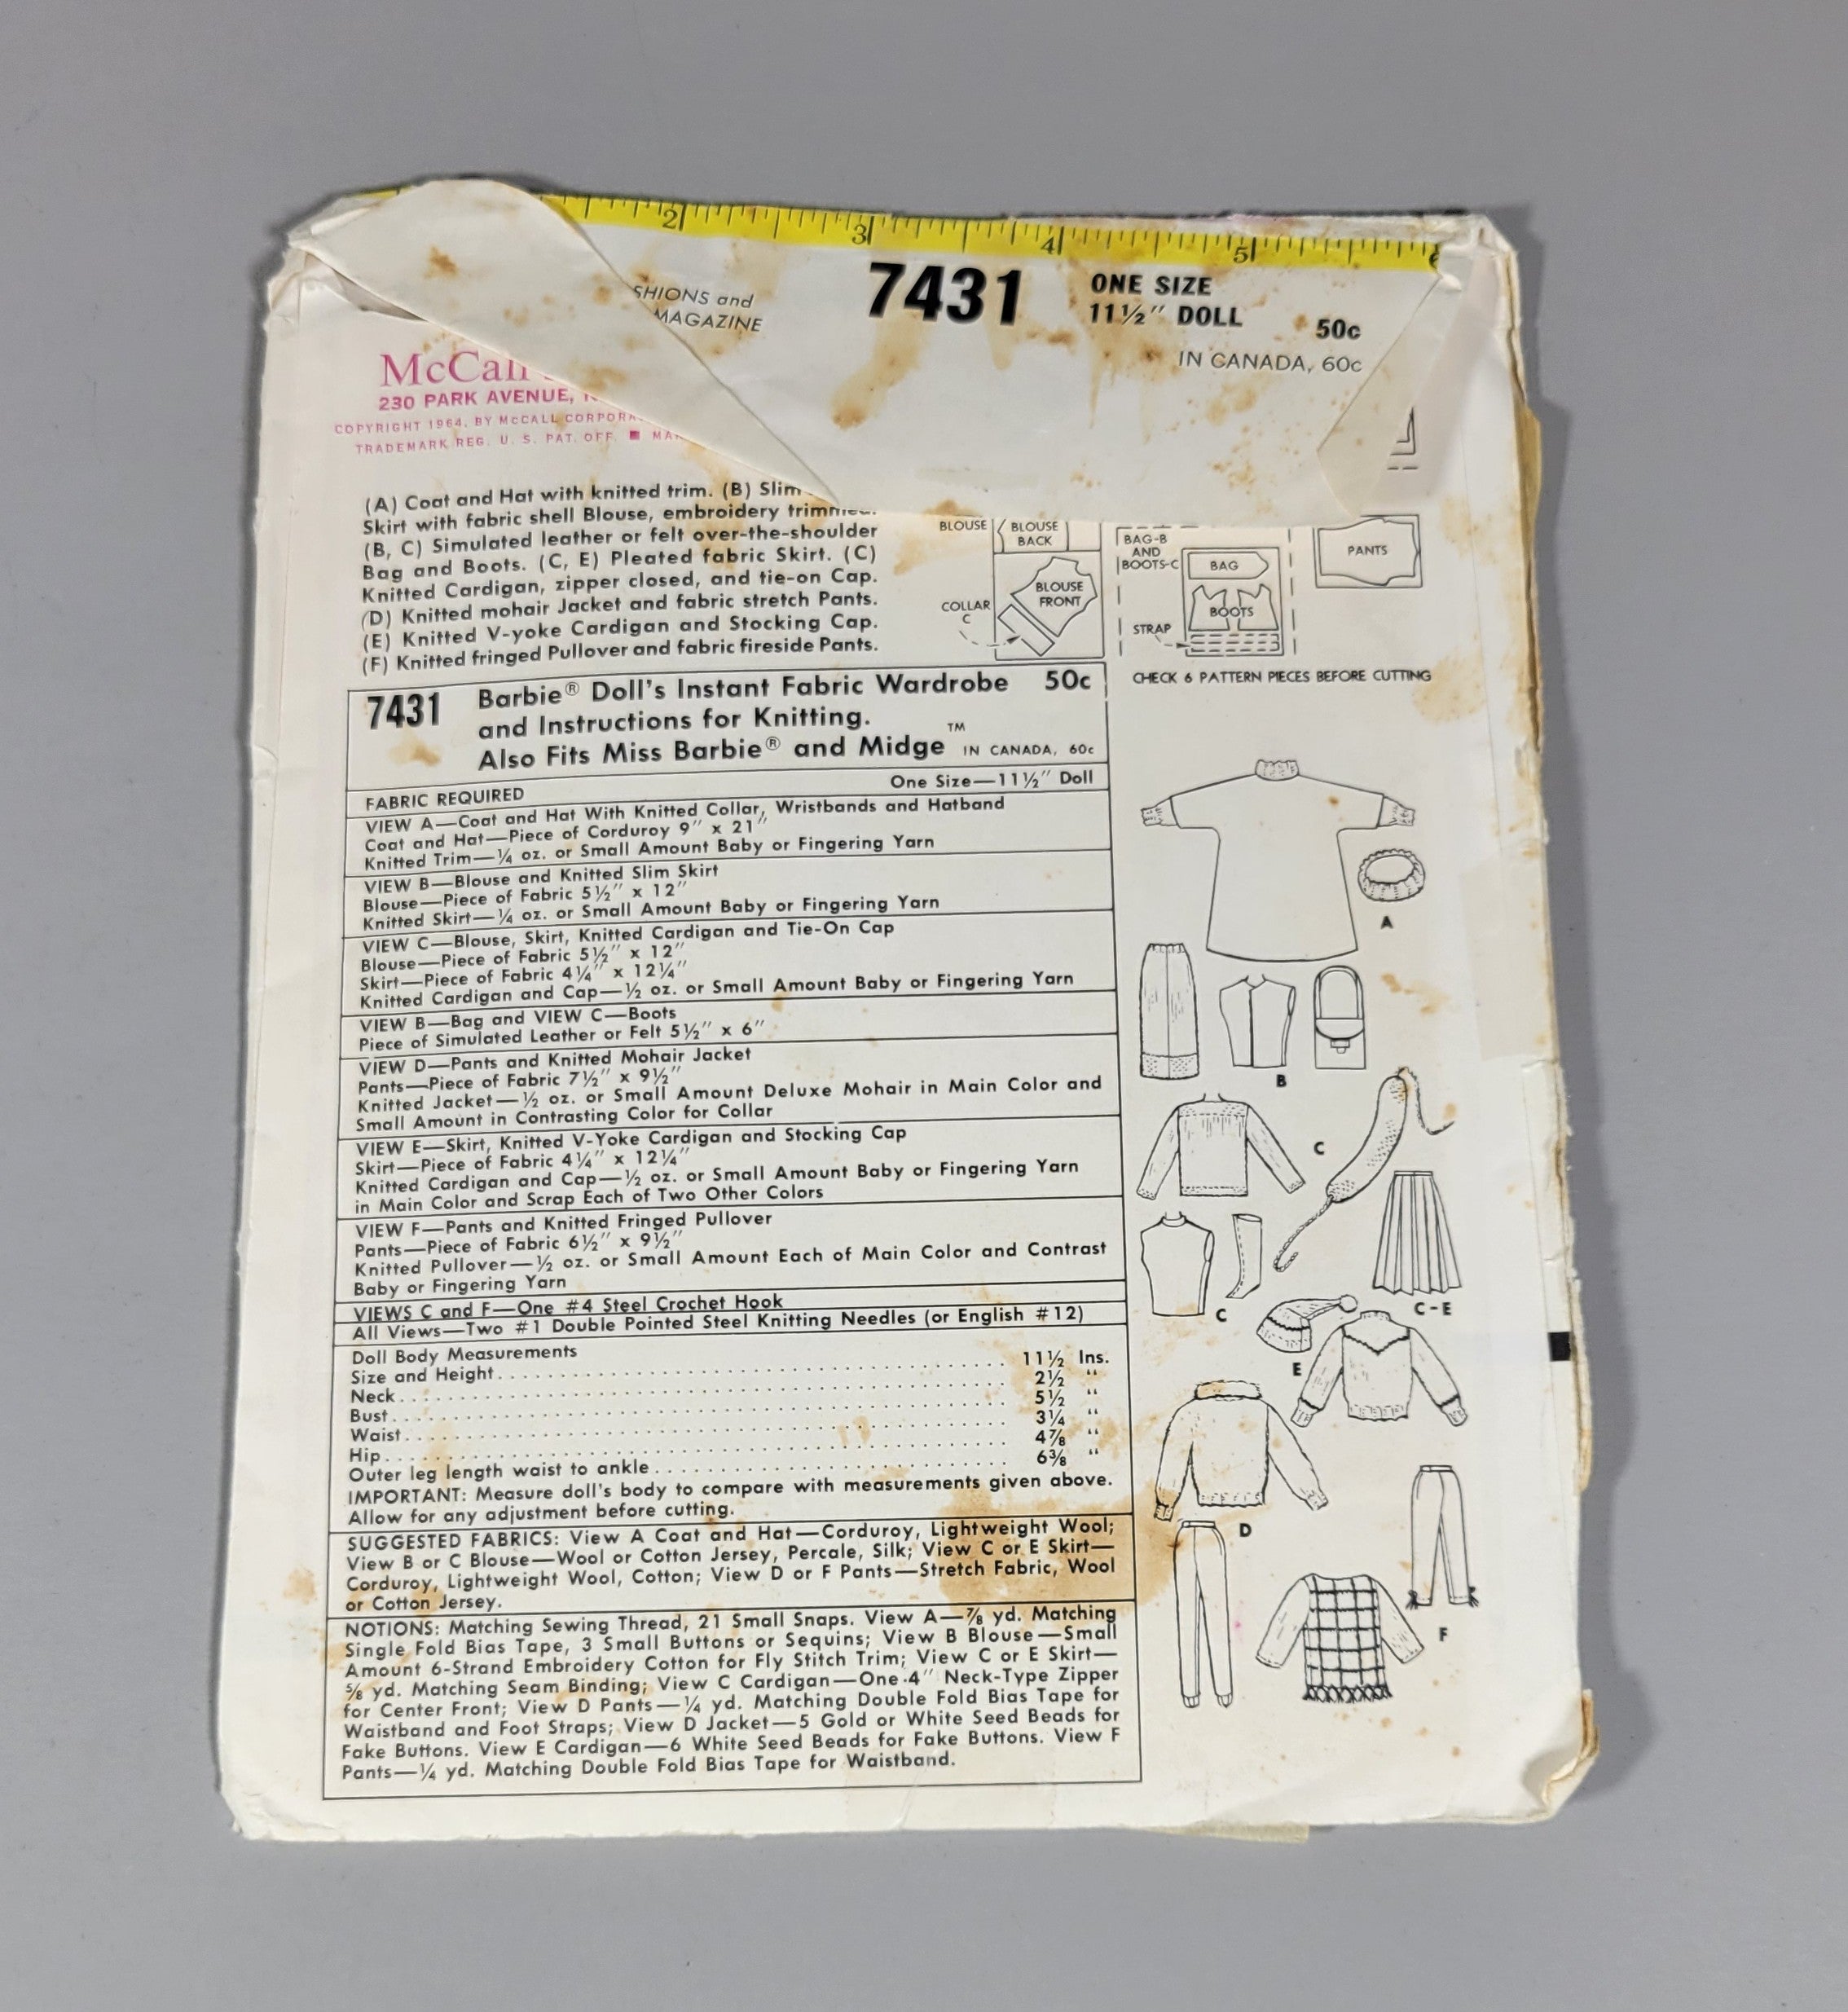 2 3 4 5
SHIONS and
MAGAZINE
7431
ONE SIZE
11½″ DOLL
50c
IN CANADA, 60c
McCall
230 PARK AVENUE,
COPYRIGHT 1964, BY McCALL
TRADEMARK REG. U. S. PAT. OFF.
(A) Coat and Hat with knitted trim. (B) Slim
Skirt with fabric shell Blouse, embroidery trimmed.
(B, C) Simulated leather or felt over-the-shoulder
Bag and Boots. (C, E) Pleated fabric Skirt. (C)
Knitted Cardigan, zipper closed, and tie-on Cap.
(D) Knitted mohair Jacket and fabric stretch Pants.
(E) Knitted V-yoke Cardigan and Stocking Cap.
(F) Knitted fringed Pullover and fabric fireside Pants.
BLOUSE
BLOUSE
BACK
BLOUSE
FRONT
COLLAR
C
BAG-B
AND
BOOTS-C
BAG
BOOTS
STRAP
PANTS
CHECK 6 PATTERN PIECES BEFORE CUTTING
7431 Barbie® Doll's Instant Fabric Wardrobe 50c
and Instructions for Knitting.
Also Fits Miss Barbie® and Midge™ IN CANADA, 60c
FABRIC REQUIRED One Size—11½″ Doll
VIEW A—Coat and Hat With Knitted Collar, Wristbands and Hatband
Coat and Hat—Piece of Corduroy 9″ x 21″
Knitted Trim—¼ oz. or Small Amount Baby or Fingering Yarn
VIEW B—Blouse and Knitted Slim Skirt
Blouse—Piece of Fabric 5½″ x 12″
Knitted Skirt—¼ oz. or Small Amount Baby or Fingering Yarn
VIEW C—Blouse, Skirt, Knitted Cardigan and Tie-On Cap
Blouse—Piece of Fabric 5½″ x 12″
Skirt—Piece of Fabric 4¼″ x 12¼″
Knitted Cardigan and Cap—½ oz. or Small Amount Baby or Fingering Yarn
VIEW B—Bag and VIEW C—Boots
Piece of Simulated Leather or Felt 5½″ x 6″
VIEW D—Pants and Knitted Mohair Jacket
Pants—Piece of Fabric 7½″ x 9½″
Knitted Jacket—½ oz. or Small Amount Deluxe Mohair in Main Color and
Small Amount in Contrasting Color for Collar
VIEW E—Skirt, Knitted V-Yoke Cardigan and Stocking Cap
Skirt—Piece of Fabric 4¼″ x 12¼″
Knitted Cardigan and Cap—½ oz. or Small Amount Baby or Fingering Yarn
in Main Color and Scrap Each of Two Other Colors
VIEW F—Pants and Knitted Fringed Pullover
Pants—Piece of Fabric 6½″ x 9½″
Knitted Pullover—½ oz. or Small Amount Each of Main Color and Contrast
Baby or Fingering Yarn
VIEWS C and F—One #4 Steel Crochet Hook
All Views—Two #1 Double Pointed Steel Knitting Needles (or English #12)
Doll Body Measurements
Size and Height 11½ Ins.
Neck 2½ "
Bust 5½ "
Waist 3¼ "
Hip 4⅞ "
Outer leg length waist to ankle 6⅜ "
IMPORTANT: Measure doll's body to compare with measurements given above.
Allow for any adjustment before cutting.
SUGGESTED FABRICS: View A Coat and Hat—Corduroy, Lightweight Wool;
View B or C Blouse—Wool or Cotton Jersey, Percale, Silk; View C or E Skirt—
Corduroy, Lightweight Wool, Cotton; View D or F Pants—Stretch Fabric, Wool
or Cotton Jersey.
NOTIONS: Matching Sewing Thread, 21 Small Snaps. View A—⅞ yd. Matching
Single Fold Bias Tape, 3 Small Buttons or Sequins; View B Blouse—Small
Amount 6-Strand Embroidery Cotton for Fly Stitch Trim; View C or E Skirt—
⅝ yd. Matching Seam Binding; View C Cardigan—One 4″ Neck-Type Zipper
for Center Front; View D Pants—¼ yd. Matching Double Fold Bias Tape for
Waistband and Foot Straps; View D Jacket—5 Gold or White Seed Beads for
Fake Buttons. View E Cardigan—6 White Seed Beads for Fake Buttons. View F
Pants—¼ yd. Matching Double Fold Bias Tape for Waistband.
A
B
C
C
C-E
E
D
F